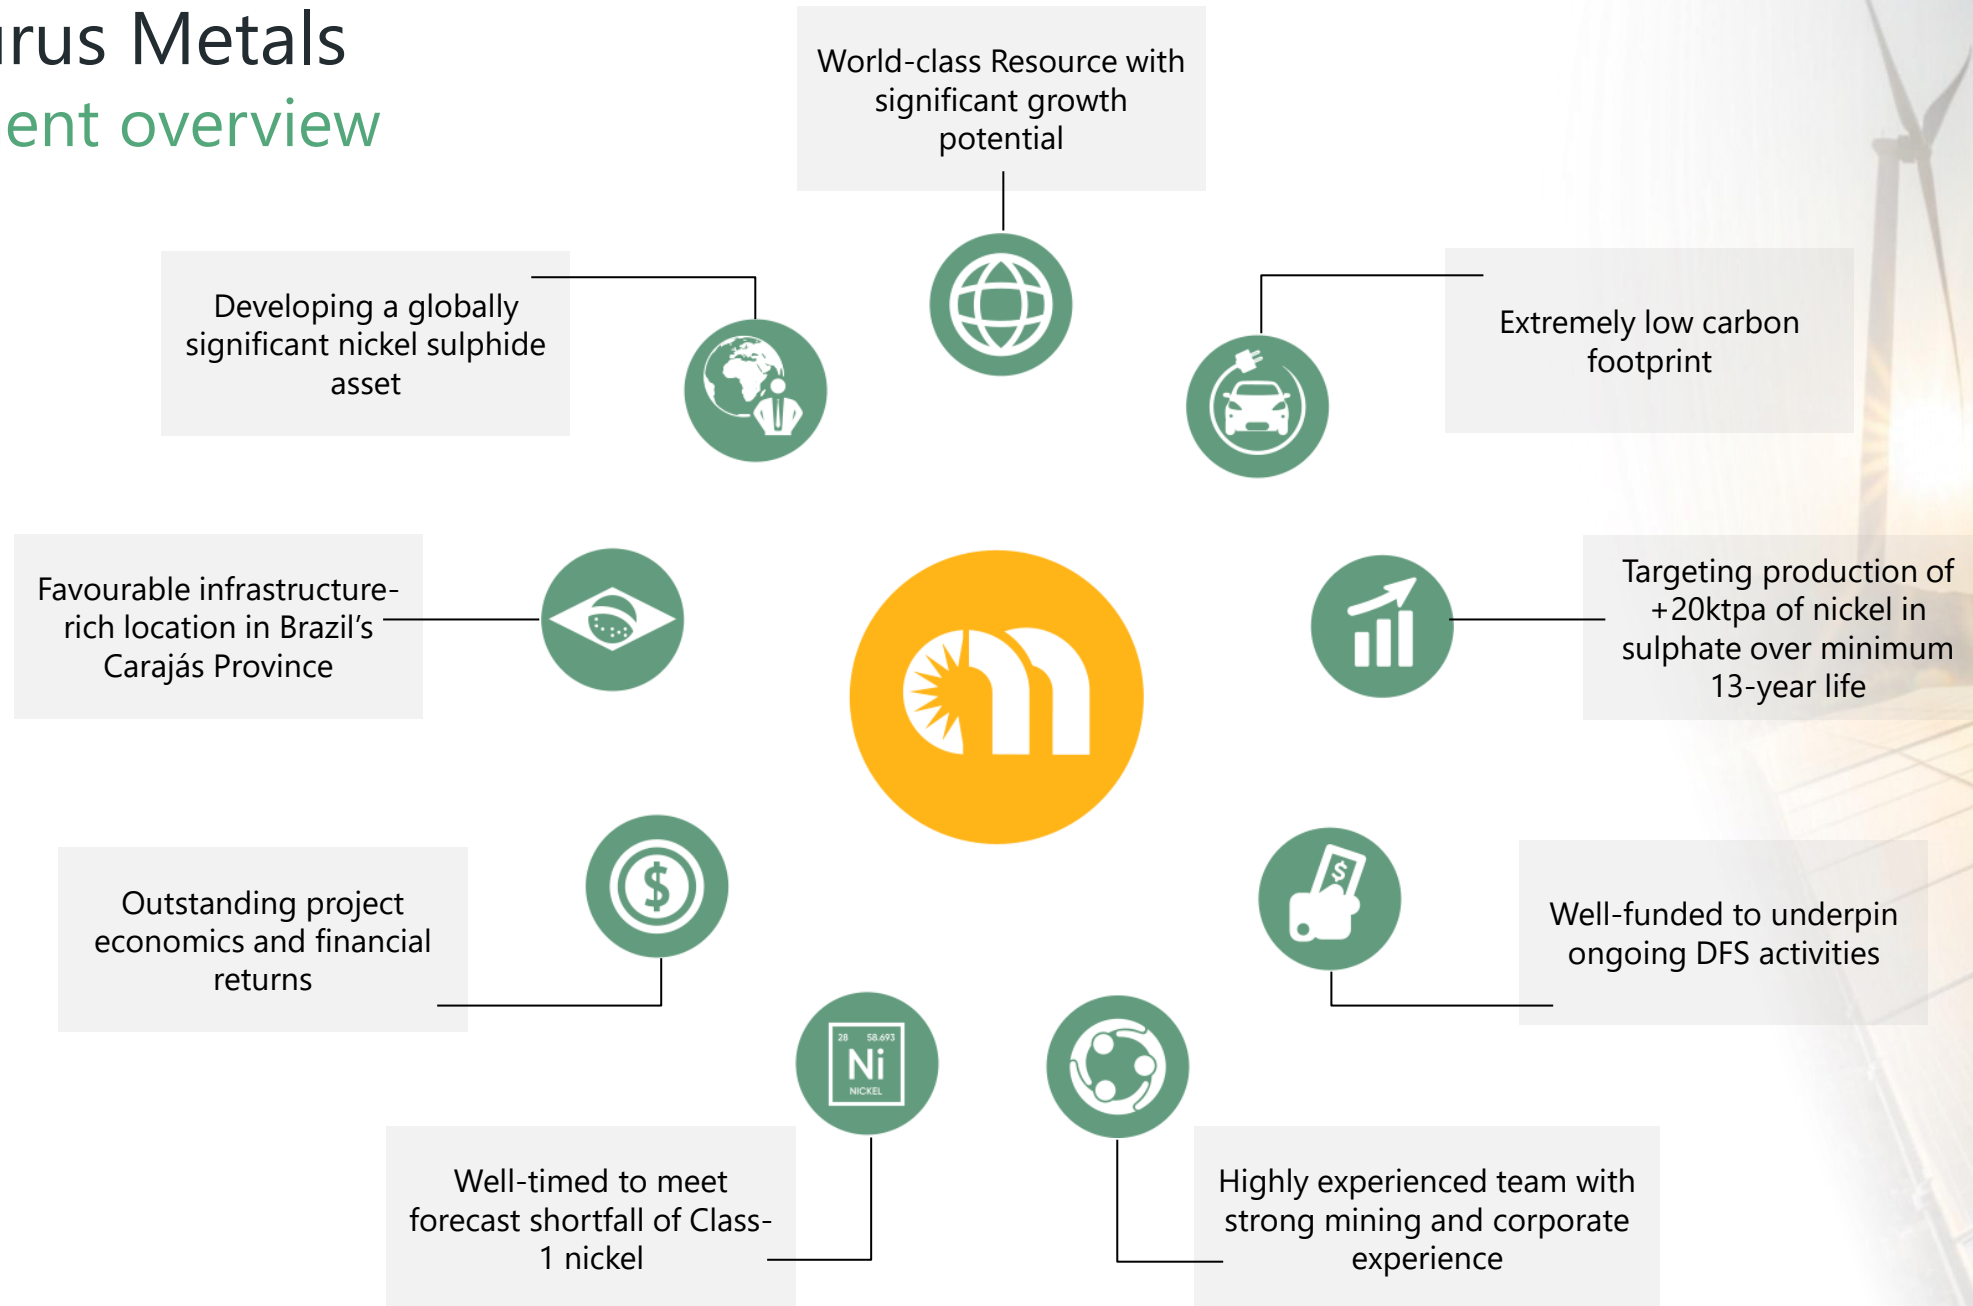 urus Metals
ent overview
World-class Resource with
significant growth
potential
Developing a globally
significant nickel sulphide
asset
Extremely low carbon
footprint
Favourable infrastructure-
rich location in Brazil’s
Carajás Province
Targeting production of
+20ktpa of nickel in
sulphate over minimum
13-year life
Outstanding project
economics and financial
returns
$
$
Well-funded to underpin
ongoing DFS activities
28 58.693
Ni
NICKEL
Well-timed to meet
forecast shortfall of Class-
1 nickel
Highly experienced team with
strong mining and corporate
experience